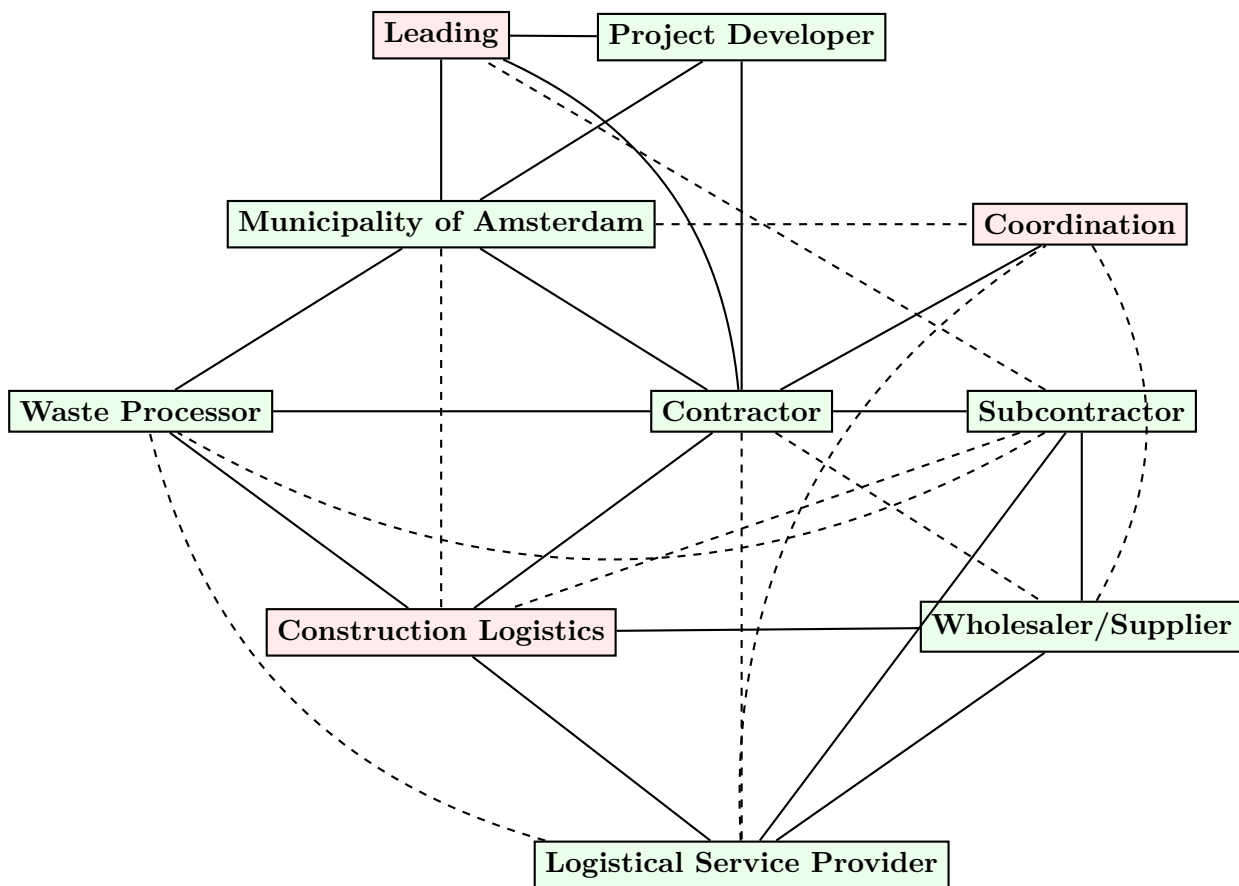 Leading
Project Developer
Municipality of Amsterdam
Coordination
Waste Processor
Contractor
Subcontractor
Construction Logistics
Wholesaler/Supplier
Logistical Service Provider